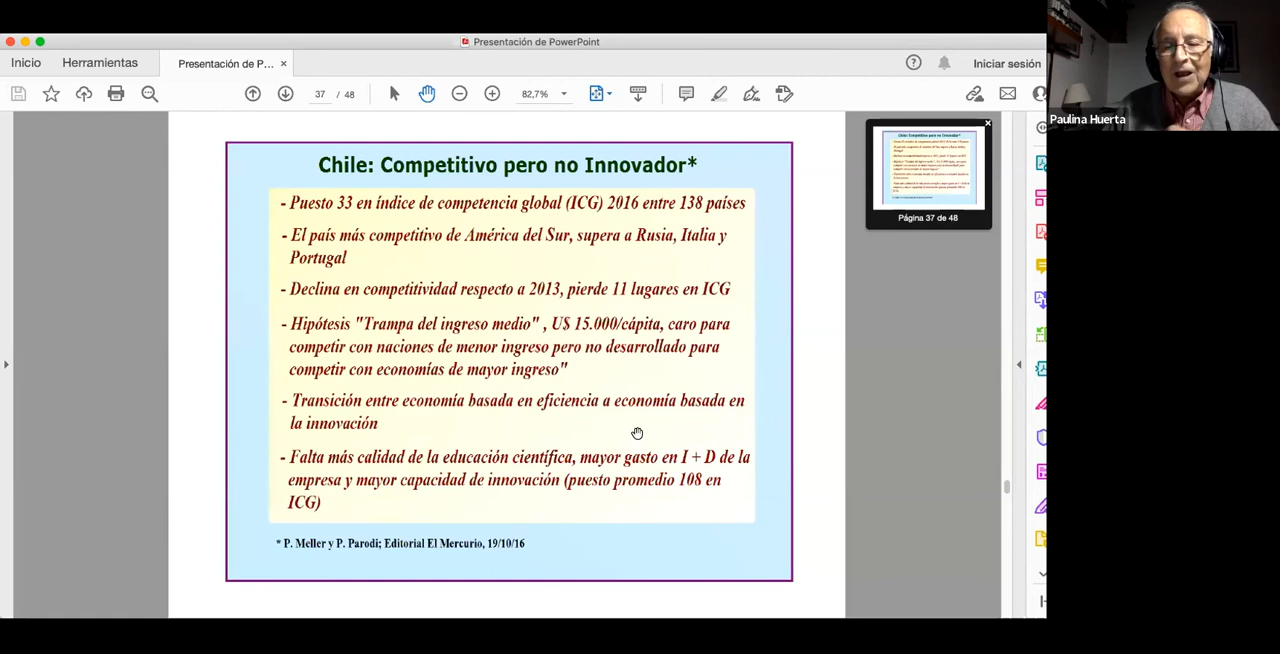 Presentación de PowerPoint
Inicio
Herramientas
Presentación de P...
Iniciar sesión
37 / 48
82,7%
Paulina Huerta
Chile: Competitivo pero no Innovador*
- Puesto 33 en índice de competencia global (ICG) 2016 entre 138 países
- El país más competitivo de América del Sur, supera a Rusia, Italia y
Portugal
- Declina en competitividad respecto a 2013, pierde 11 lugares en ICG
- Hipótesis "Trampa del ingreso medio" , U$ 15.000/cápita, caro para
competir con naciones de menor ingreso pero no desarrollado para
competir con economías de mayor ingreso"
- Transición entre economía basada en eficiencia a economía basada en
la innovación
- Falta más calidad de la educación científica, mayor gasto en I + D de la
empresa y mayor capacidad de innovación (puesto promedio 108 en
ICG)
* P. Meller y P. Parodi; Editorial El Mercurio, 19/10/16
Chile: Competitivo pero no Innovador*
Página 37 de 48